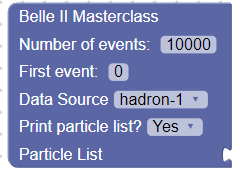 Belle II Masterclass
Number of events: 10000
First event: 0
Data Source hadron-1
Print particle list? Yes
Particle List